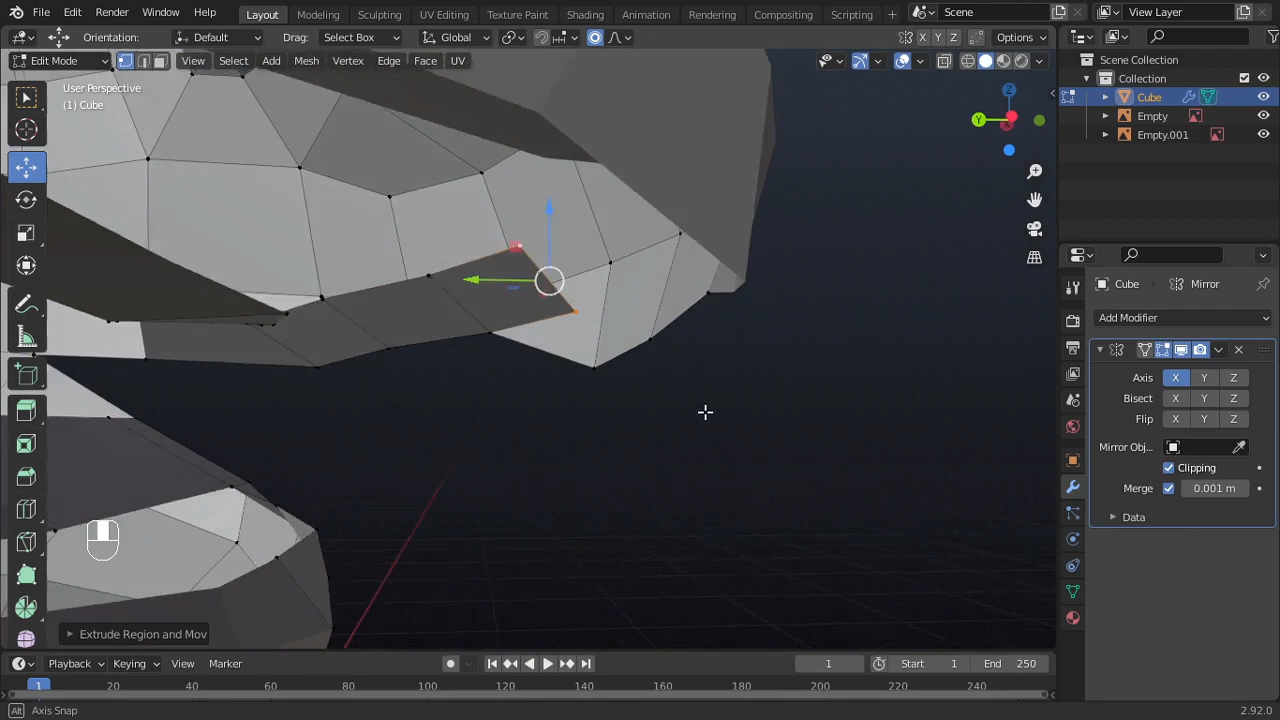 File Edit Render Window Help Layout Modeling Sculpting UV Editing Texture Paint Shading Animation Rendering Compositing Scripting Scene View Layer
Orientation: Default Drag: Select Box Global X Y Z Options
Edit Mode View Select Add Mesh Vertex Edge Face UV
User Perspective
(1) Cube
Z
Y
Scene Collection
Collection
Cube
Empty
Empty.001
Cube Mirror
Add Modifier
Axis X Y Z
Bisect X Y Z
Flip X Y Z
Mirror Obj...
Clipping
Merge 0.001 m
Data
Extrude Region and Mov
Playback Keying View Marker 1 Start 1 End 250
1 20 40 60 80 100 120 140 160 180 200 220 240
Alt Axis Snap 2.92.0